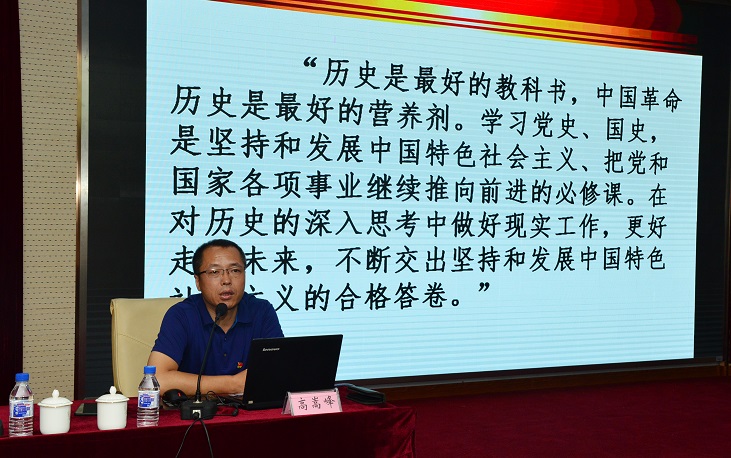 “历史是最好的教科书，中国革命
历史是最好的营养剂。学习党史、国史，
是坚持和发展中国特色社会主义、把党和
国家各项事业继续推向前进的必修课。在
对历史的深入思考中做好现实工作，更好
走 未来，不断交出坚持和发展中国特色
社 主义的合格答卷。”
lenovo
高嵩峰